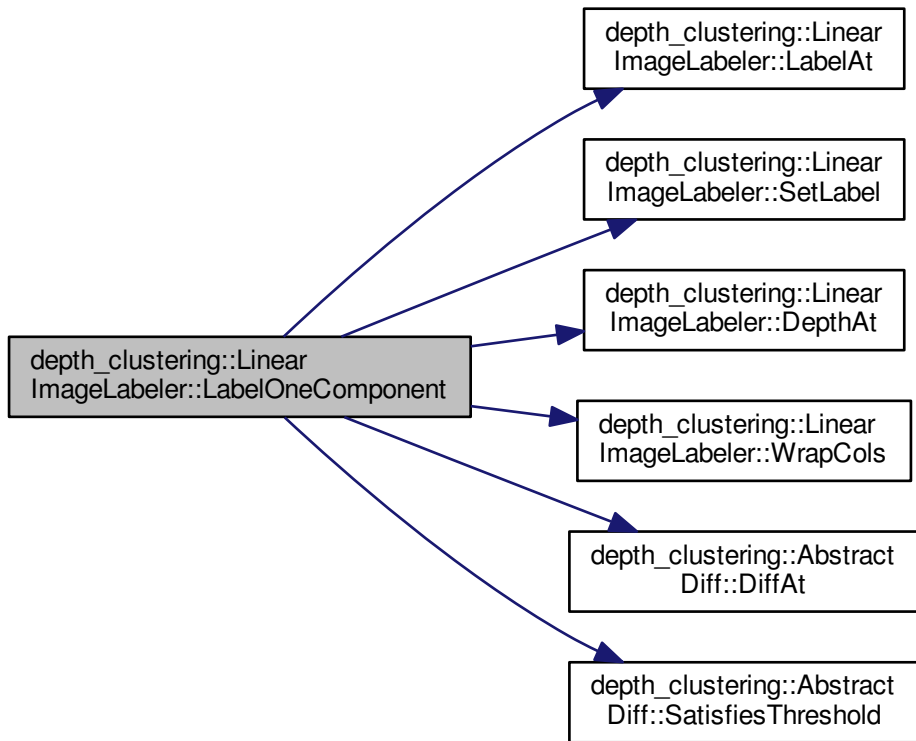 depth_clustering::Linear
ImageLabeler::LabelAt
depth_clustering::Linear
ImageLabeler::SetLabel
depth_clustering::Linear
ImageLabeler::DepthAt
depth_clustering::Linear
ImageLabeler::LabelOneComponent
depth_clustering::Linear
ImageLabeler::WrapCols
depth_clustering::Abstract
Diff::DiffAt
depth_clustering::Abstract
Diff::SatisfiesThreshold